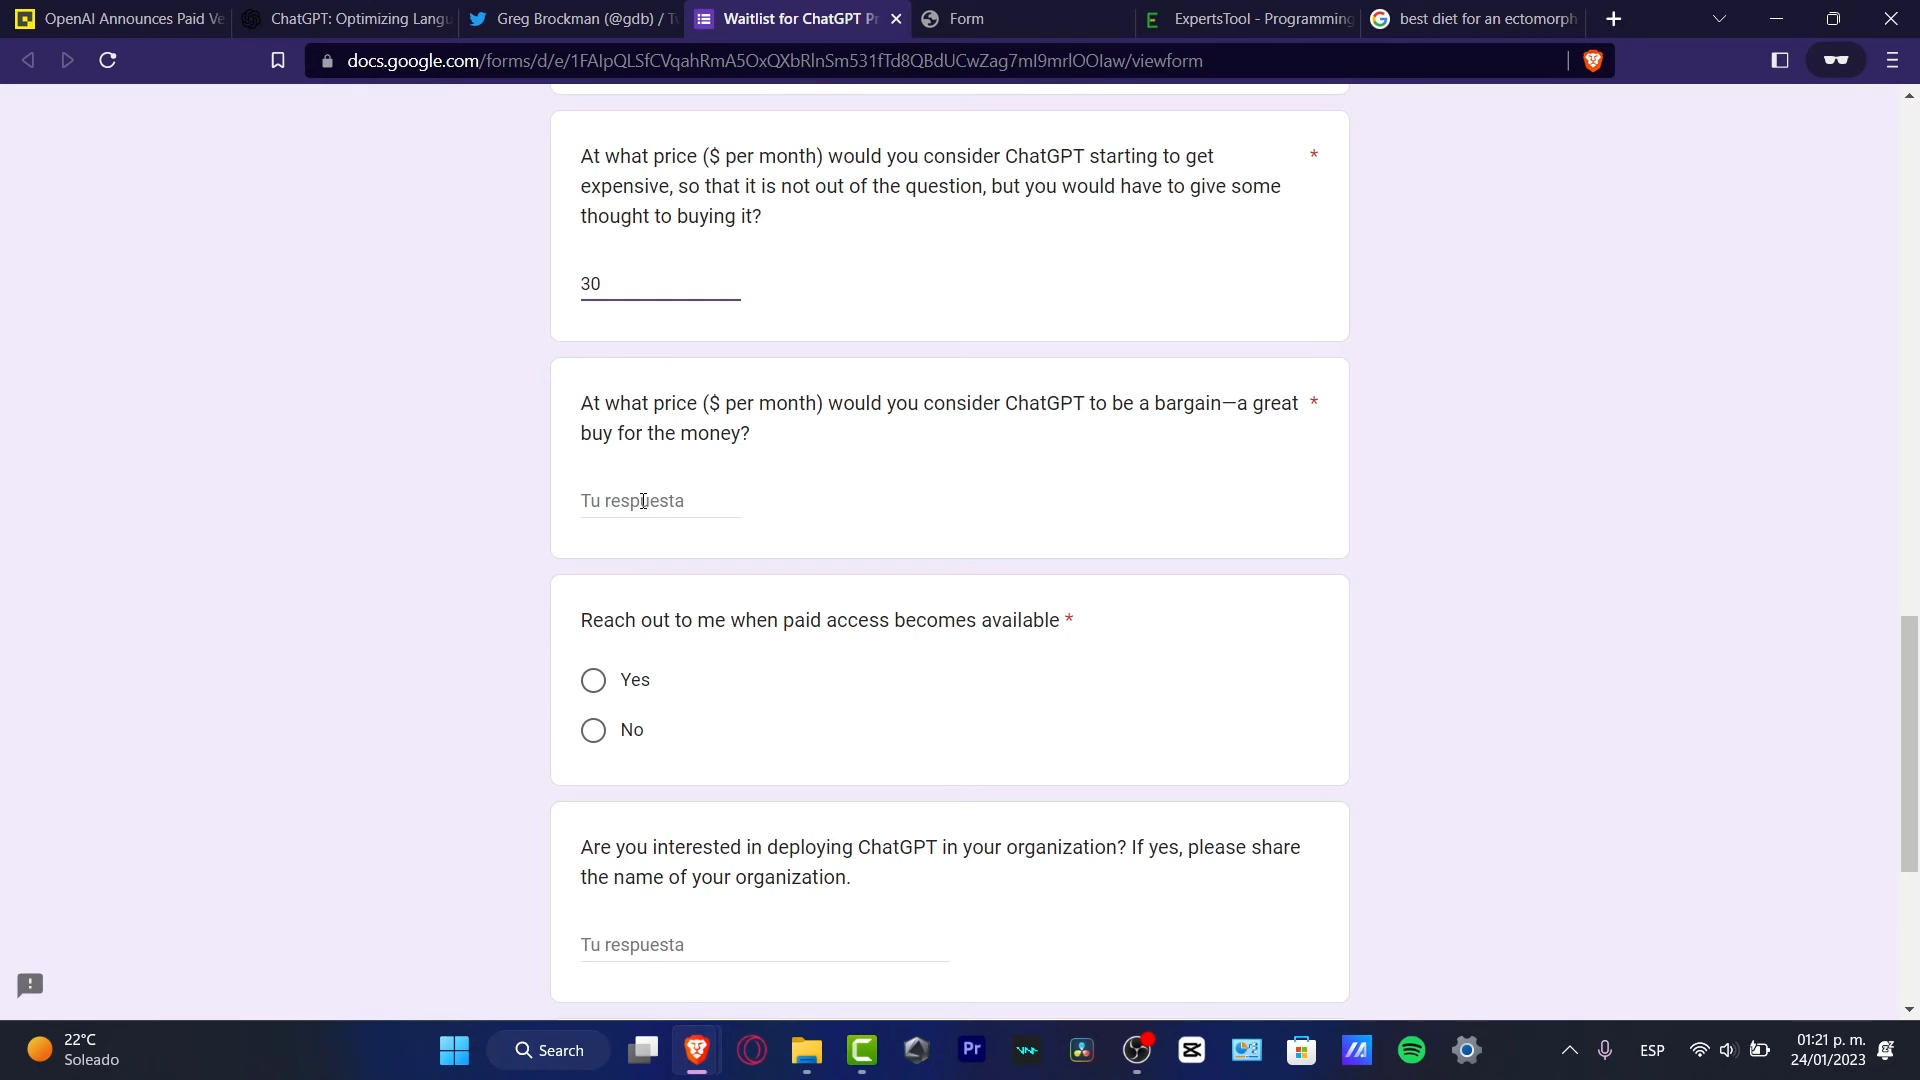 OpenAI Announces Paid Ve
ChatGPT: Optimizing Langu
Greg Brockman (@gdb) / Tw
Waitlist for ChatGPT Pr
Form
ExpertsTool - Programming
best diet for an ectomorph
docs.google.com/forms/d/e/1FAIpQLSfCVqahRmA5OxQXbRlnSm531fTd8QBdUCwZag7mI9mrlOOIaw/viewform
At what price ($ per month) would you consider ChatGPT starting to get *
expensive, so that it is not out of the question, but you would have to give some
thought to buying it?
30
At what price ($ per month) would you consider ChatGPT to be a bargain—a great *
buy for the money?
Tu respuesta
Reach out to me when paid access becomes available *
Yes
No
Are you interested in deploying ChatGPT in your organization? If yes, please share
the name of your organization.
Tu respuesta
22°C
Soleado
Search
Pr
ESP
01:21 p. m.
24/01/2023